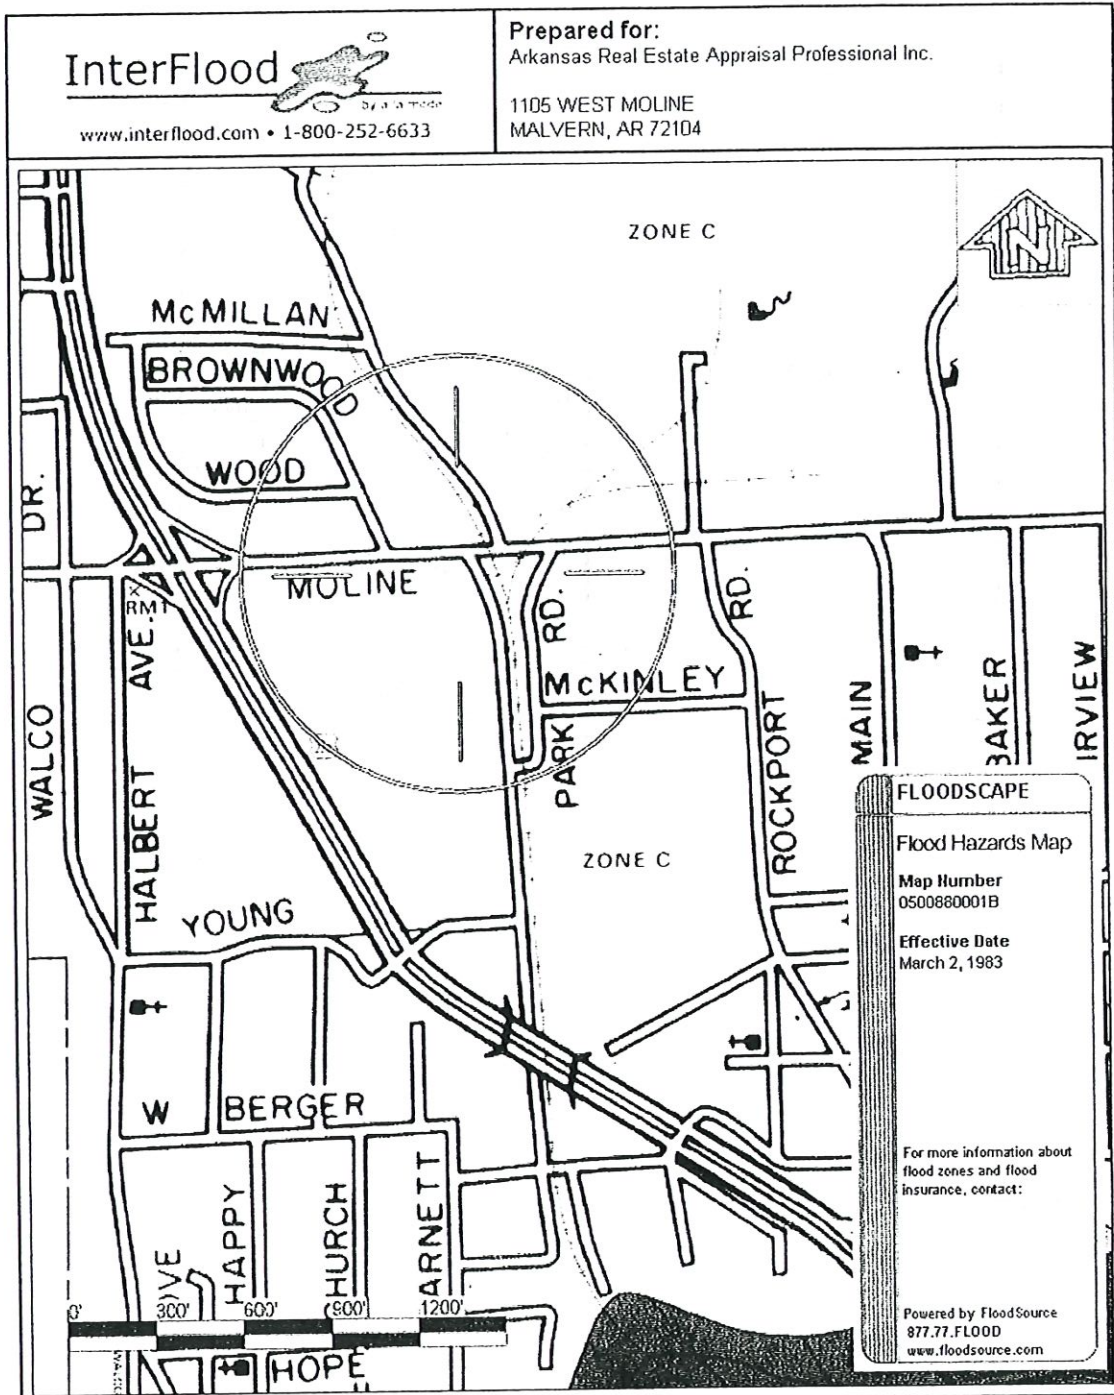 InterFlood
by a la mode
www.interflood.com • 1-800-252-6633
Prepared for:
Arkansas Real Estate Appraisal Professional Inc.
1105 WEST MOLINE
MALVERN, AR 72104
ZONE C
N
McMILLAN
BROWNWOOD
WOOD
DR.
MOLINE
RM1
RD.
RD.
McKINLEY
WALCO
HALBERT AVE.
PARK
ROCKPORT
MAIN
BAKER
IRVIEW
ZONE C
YOUNG
W BERGER
HAPPY
HURCH
ARNETT
OVE
HOPE
0' 300' 600' 900' 1200'
FLOODSCAPE
Flood Hazards Map
Map Number
0500880001B
Effective Date
March 2, 1983
For more information about
flood zones and flood
insurance, contact:
Powered by FloodSource
877.77.FLOOD
www.floodsource.com